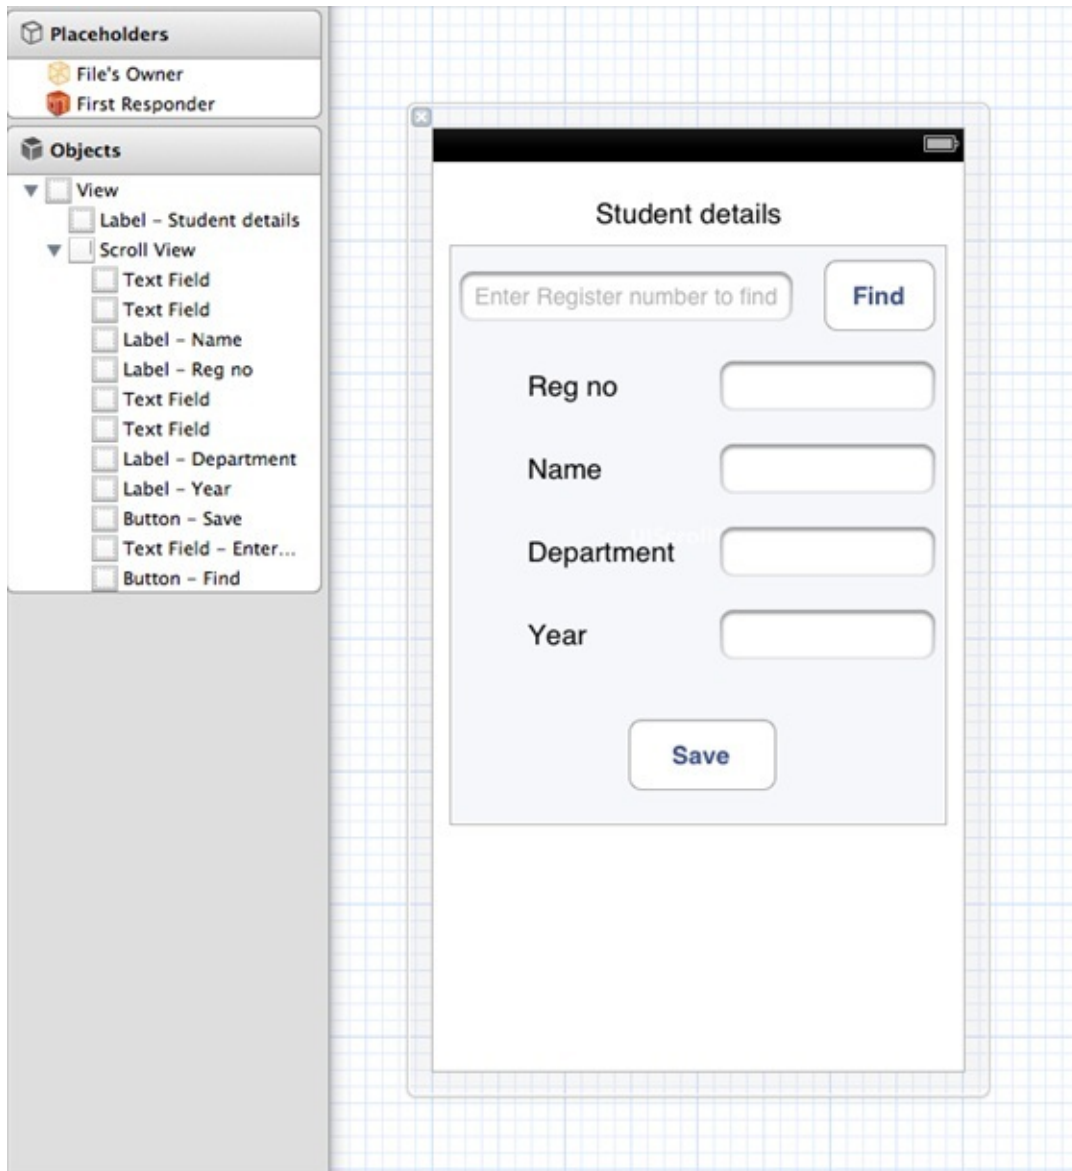 Placeholders
File's Owner
First Responder
Objects
View
Label – Student details
Scroll View
Text Field
Text Field
Label – Name
Label – Reg no
Text Field
Text Field
Label – Department
Label – Year
Button – Save
Text Field – Enter...
Button – Find
Student details
Enter Register number to find
Find
Reg no
Name
Department
Year
Save